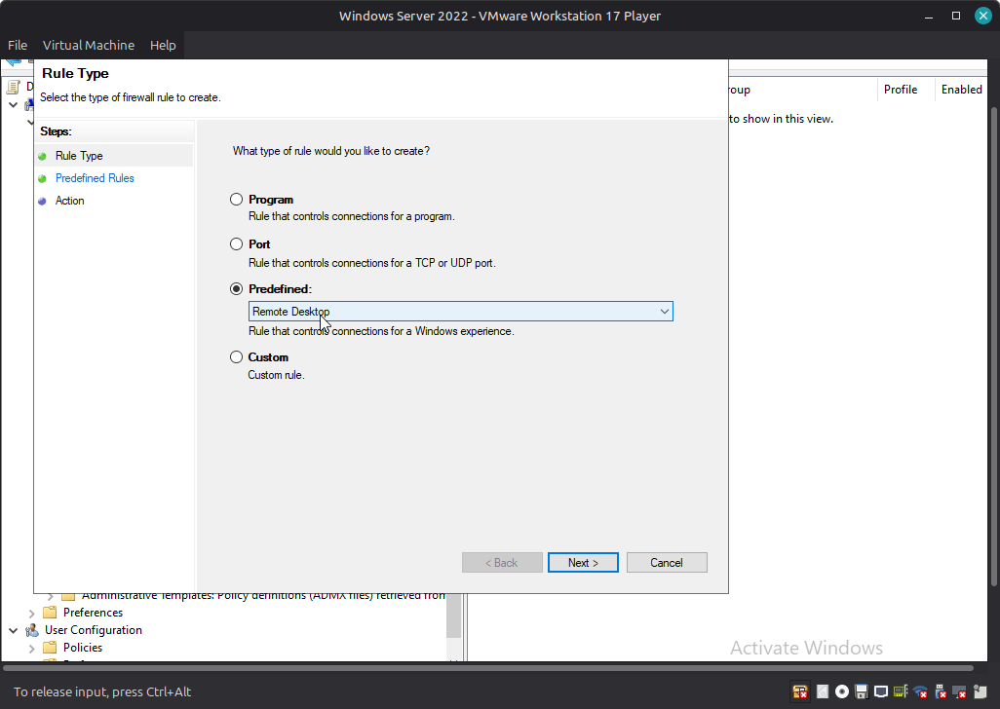 Windows Server 2022 - VMware Workstation 17 Player
File Virtual Machine Help
Rule Type
Select the type of firewall rule to create.
D
roup Profile Enabled
to show in this view.
Steps:
Rule Type
Predefined Rules
Action
What type of rule would you like to create?
Program
Rule that controls connections for a program.
Port
Rule that controls connections for a TCP or UDP port.
Predefined:
Remote Desktop
Rule that controls connections for a Windows experience.
Custom
Custom rule.
< Back Next > Cancel
Administrative Templates: Policy definitions (ADMX files) retrieved from
Preferences
User Configuration
Policies
Activate Windows
To release input, press Ctrl+Alt